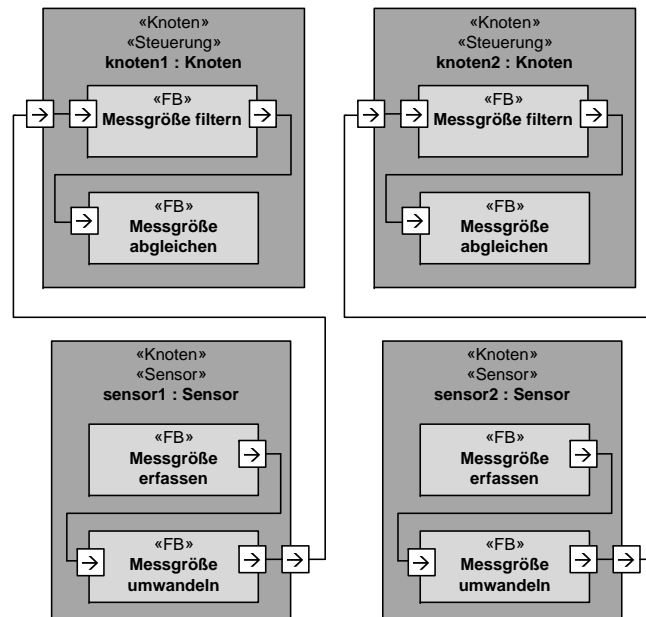 «Knoten»
«Steuerung»
knoten1 : Knoten
«FB»
Messgröße filtern
«FB»
Messgröße
abgleichen
«Knoten»
«Steuerung»
knoten2 : Knoten
«FB»
Messgröße filtern
«FB»
Messgröße
abgleichen
«Knoten»
«Sensor»
sensor1 : Sensor
«FB»
Messgröße
erfassen
«FB»
Messgröße
umwandeln
«Knoten»
«Sensor»
sensor2 : Sensor
«FB»
Messgröße
erfassen
«FB»
Messgröße
umwandeln